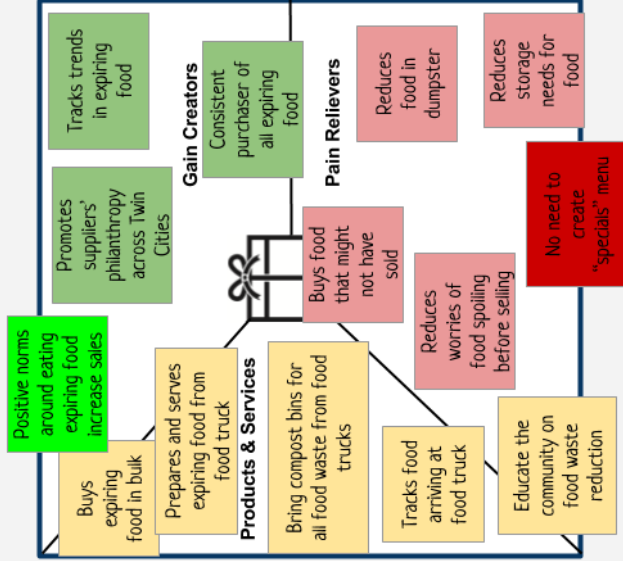 Positive norms
around eating
expiring food
increase sales
Promotes
suppliers'
philanthropy
across Twin
Cities
Tracks trends
in expiring
food
Gain Creators
Consistent
purchaser of
all expiring
food
Buys
expiring
food in bulk
Prepares and serves
expiring food from
food truck
Products & Services
Bring compost bins for
all food waste from food
trucks
Tracks food
arriving at
food truck
Educate the
community on
food waste
reduction
Pain Relievers
Buys food
that might
not have
sold
Reduces
food in
dumpster
Reduces
storage
needs for
food
Reduces
worries of
food spoiling
before selling
No need to
create
"specials" menu